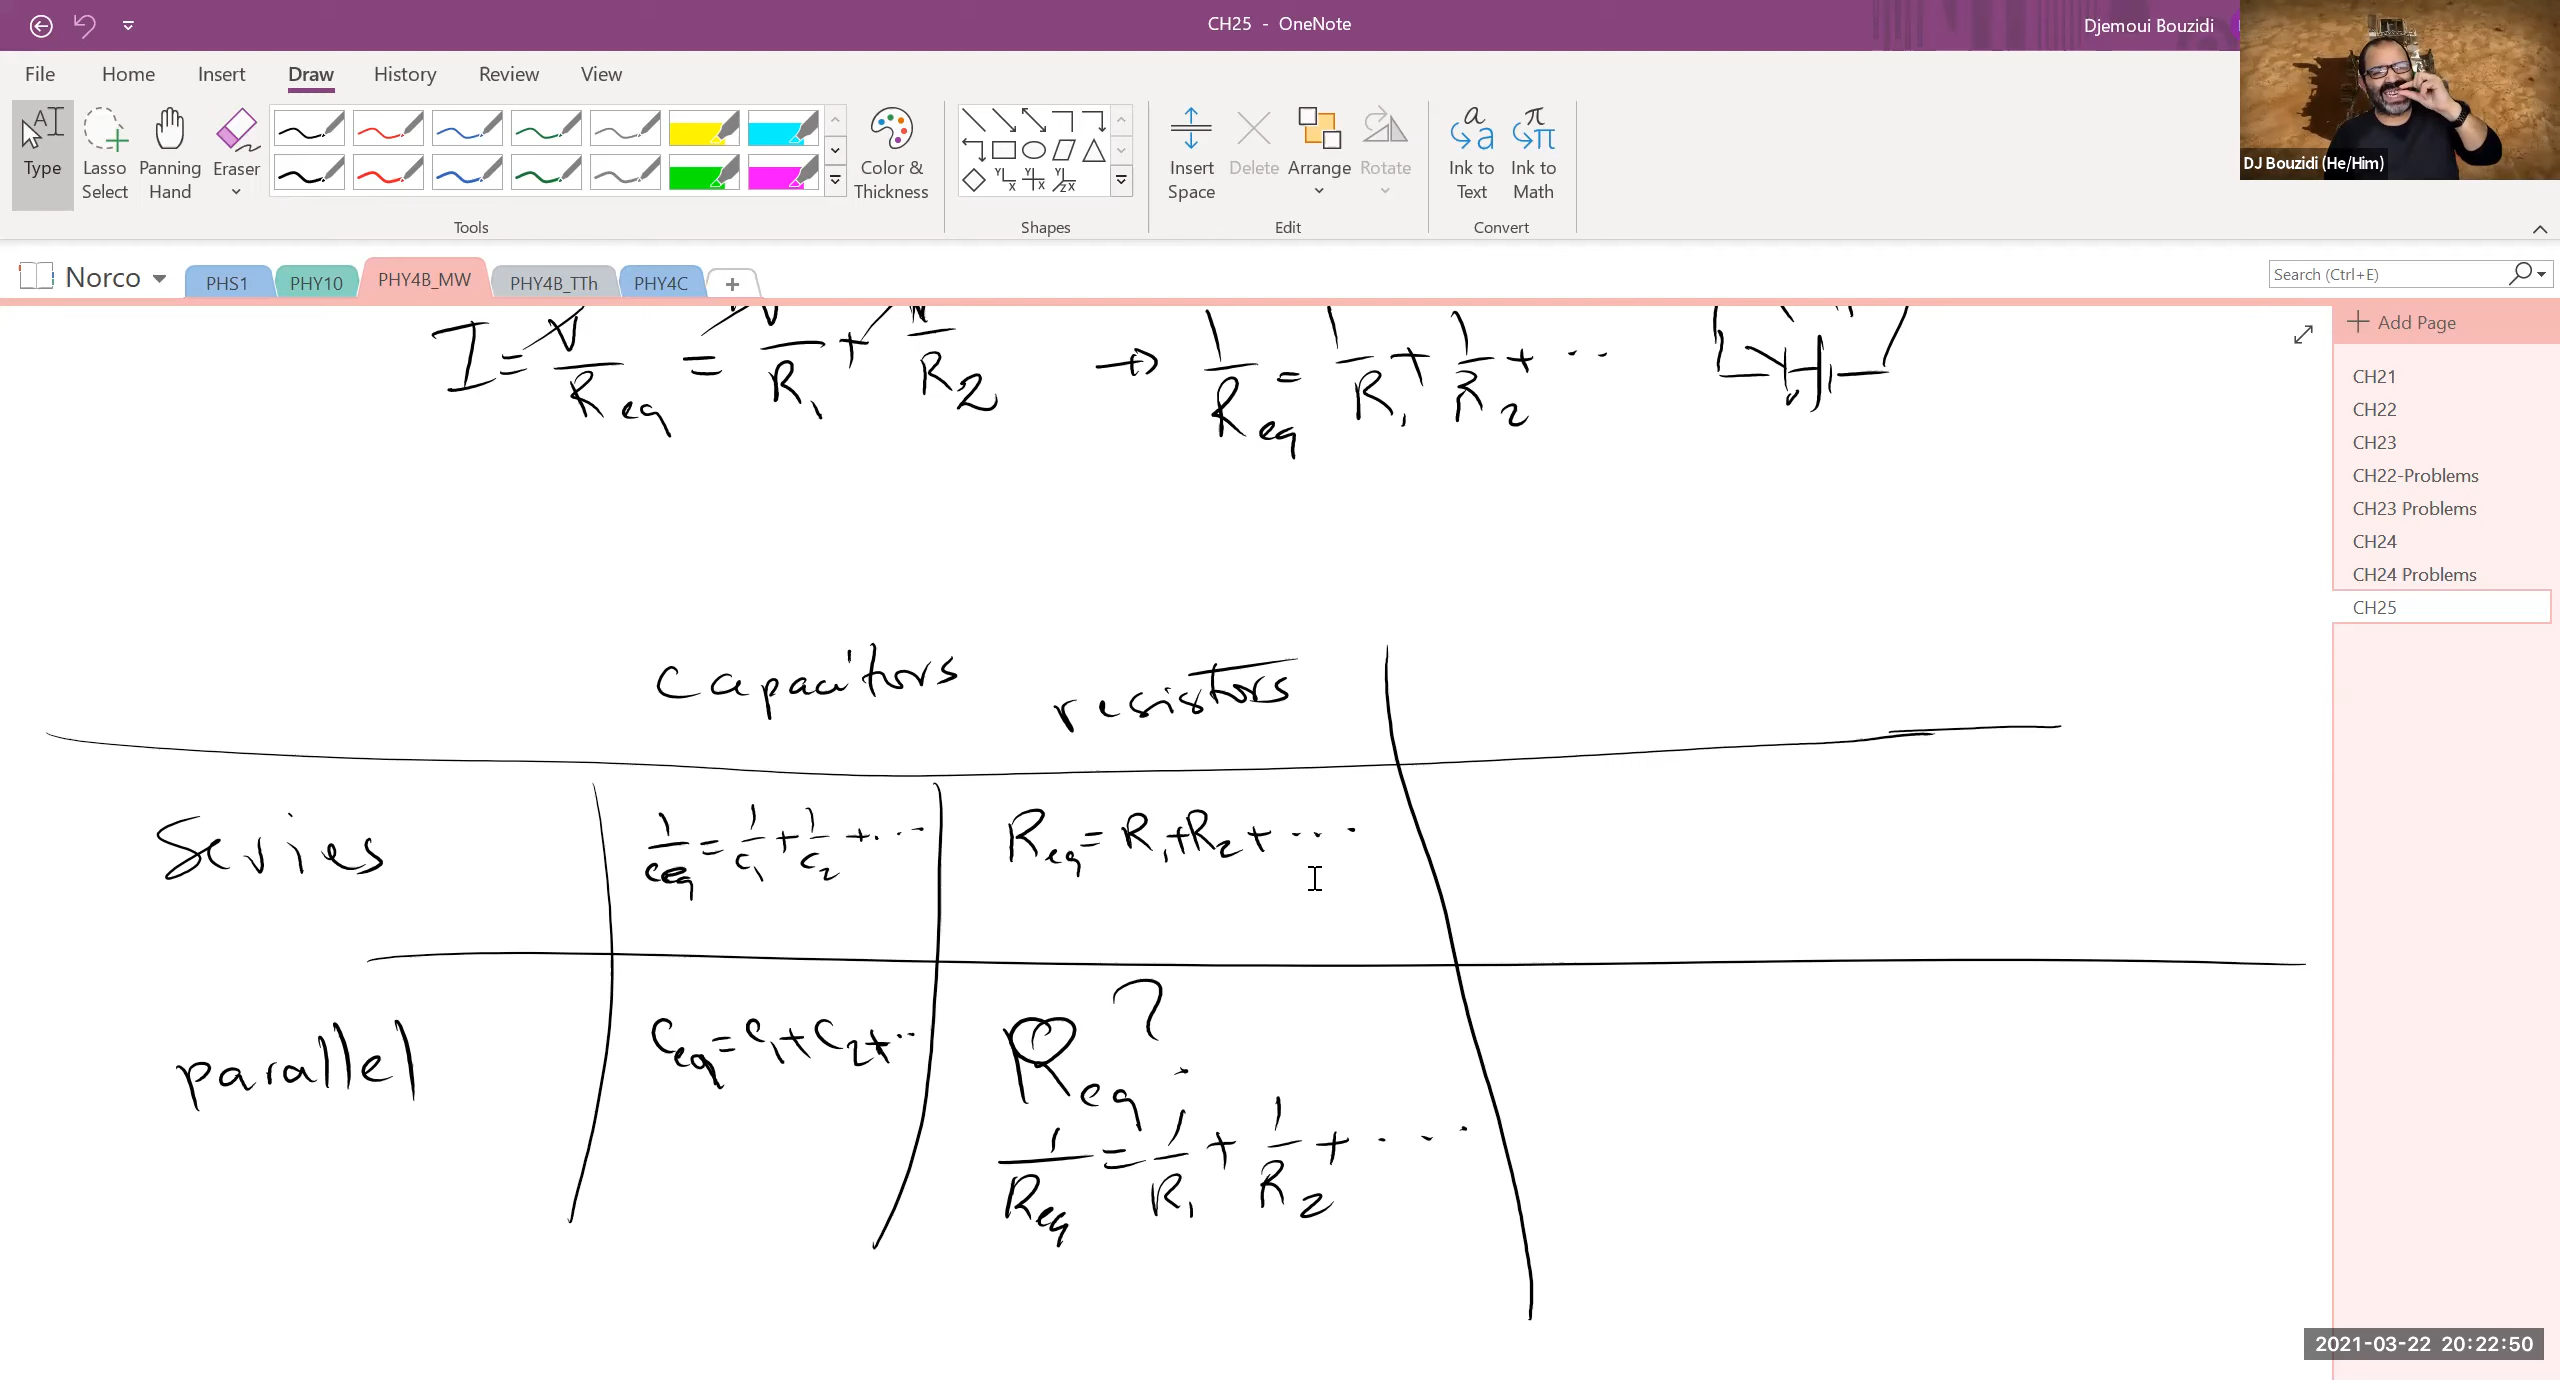 CH25 - OneNote
Djemoui Bouzidi
File Home Insert Draw History Review View
Type
Lasso Select
Panning Hand
Eraser
Color & Thickness
Insert Space
Delete
Arrange
Rotate
Ink to Text
Ink to Math
Tools
Shapes
Edit
Convert
DJ Bouzidi (He/Him)
Norco
PHS1 PHY10 PHY4B_MW PHY4B_TTh PHY4C +
Search (Ctrl+E)
I = V/Req = V/R1 + V/R2 → 1/Req = 1/R1 + 1/R2 + ..
capacitors resistors
Series 1/Ceq = 1/C1 + 1/C2 + ... Req = R1 + R2 + ...
parallel Ceq = C1 + C2 + .. Req ?
1/Req = 1/R1 + 1/R2 + ...
Add Page
CH21
CH22
CH23
CH22-Problems
CH23 Problems
CH24
CH24 Problems
CH25
2021-03-22 20:22:50